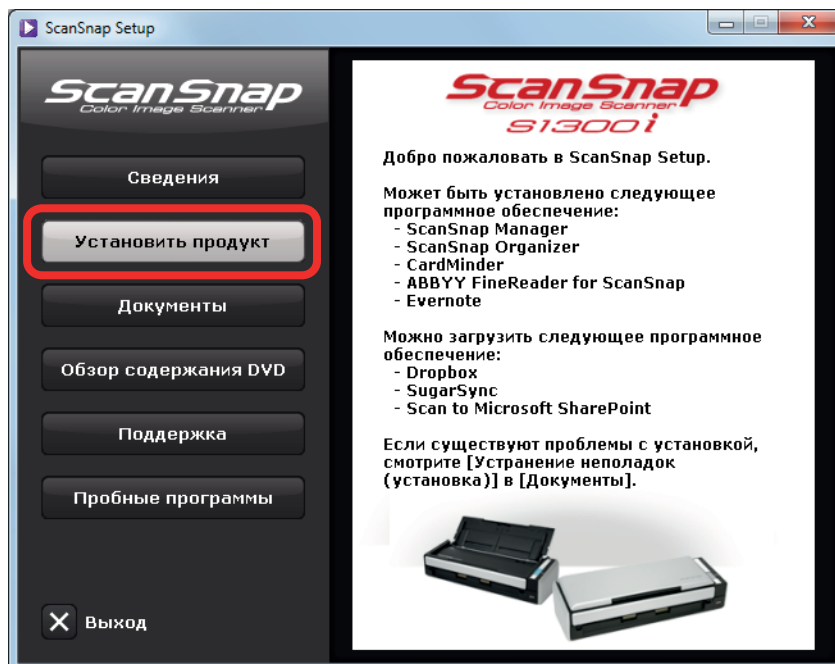 ScanSnap Setup
ScanSnap
Color Image Scanner
Сведения
Установить продукт
Документы
Обзор содержания DVD
Поддержка
Пробные программы
Выход
ScanSnap
Color Image Scanner
S1300i
Добро пожаловать в ScanSnap Setup.
Может быть установлено следующее
программное обеспечение:
- ScanSnap Manager
- ScanSnap Organizer
- CardMinder
- ABBYY FineReader for ScanSnap
- Evernote
Можно загрузить следующее программное
обеспечение:
- Dropbox
- SugarSync
- Scan to Microsoft SharePoint
Если существуют проблемы с установкой,
смотрите [Устранение неполадок
(установка)] в [Документы].